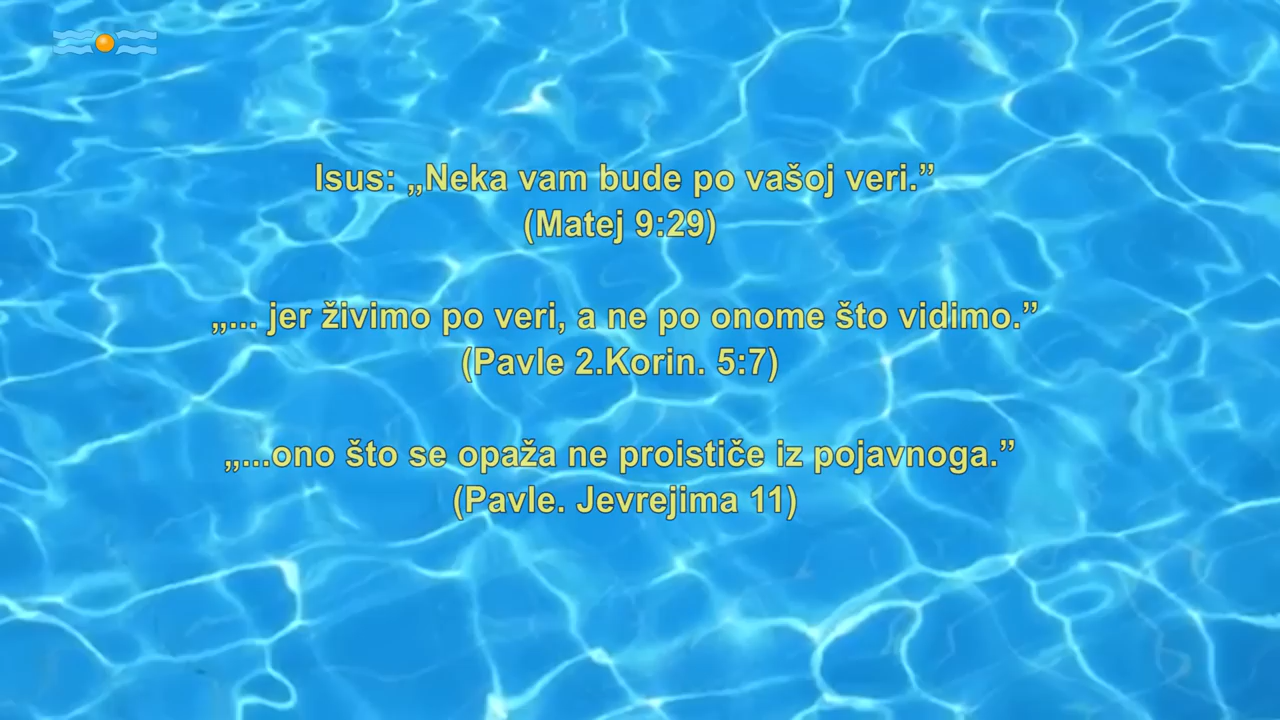 Isus: „Neka vam bude po vašoj veri.”
(Matej 9:29)
„... jer živimo po veri, a ne po onome što vidimo.”
(Pavle 2.Korin. 5:7)
„...ono što se opaža ne proističe iz pojavnoga.”
(Pavle. Jevrejima 11)